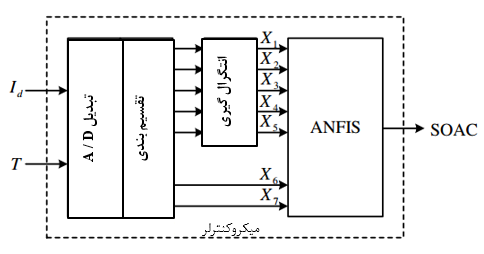 I_d
T
تبدیل A / D
تقسیم بندی
انتگرال گیری
X_1
X_2
X_3
X_4
X_5
X_6
X_7
ANFIS
SOAC
میکروکنترلر